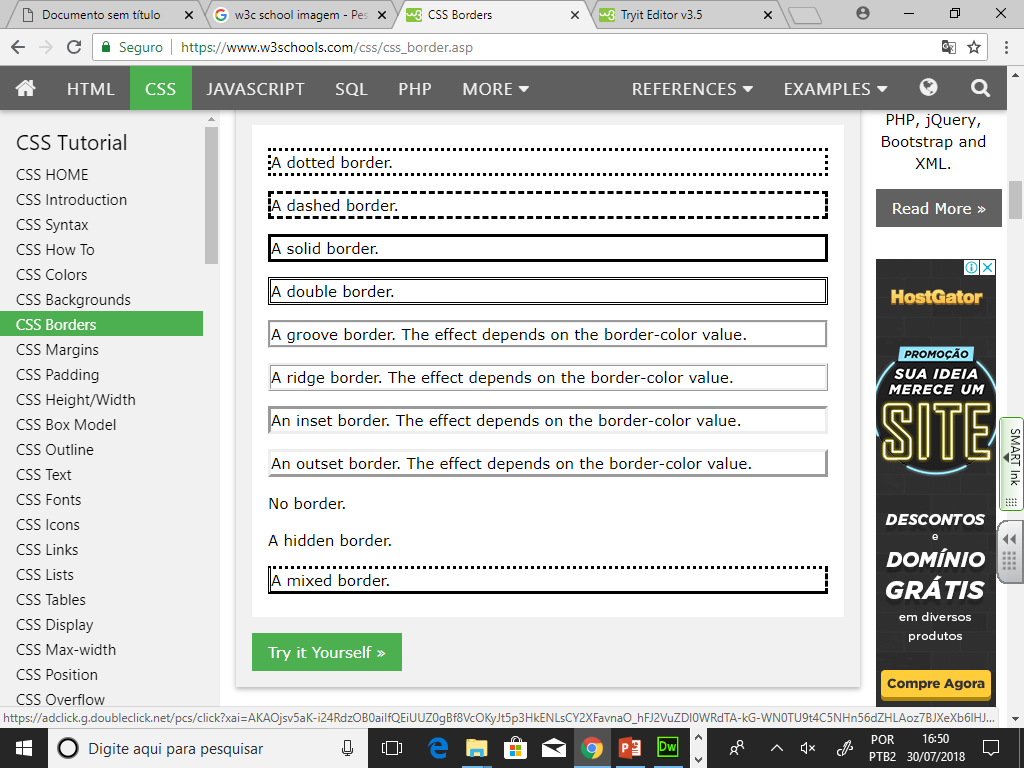 Documento sem título
w3c school imagem - Pes
CSS Borders
Tryit Editor v3.5
Seguro
https://www.w3schools.com/css/css_border.asp
HTML
CSS
JAVASCRIPT
SQL
PHP
MORE
REFERENCES
EXAMPLES
CSS Tutorial
CSS HOME
CSS Introduction
CSS Syntax
CSS How To
CSS Colors
CSS Backgrounds
CSS Borders
CSS Margins
CSS Padding
CSS Height/Width
CSS Box Model
CSS Outline
CSS Text
CSS Fonts
CSS Icons
CSS Links
CSS Lists
CSS Tables
CSS Display
CSS Max-width
CSS Position
CSS Overflow
A dotted border.
A dashed border.
A solid border.
A double border.
A groove border. The effect depends on the border-color value.
A ridge border. The effect depends on the border-color value.
An inset border. The effect depends on the border-color value.
An outset border. The effect depends on the border-color value.
No border.
A hidden border.
A mixed border.
Try it Yourself »
PHP, jQuery,
Bootstrap and
XML.
Read More »
HostGator
PROMOÇÃO
SUA IDEIA
MERECE UM
SITE
DESCONTOS
e
DOMÍNIO
GRÁTIS
em diversos
produtos
Compre Agora
SMART Ink
Digite aqui para pesquisar
Dw
POR
PTB2
16:50
30/07/2018